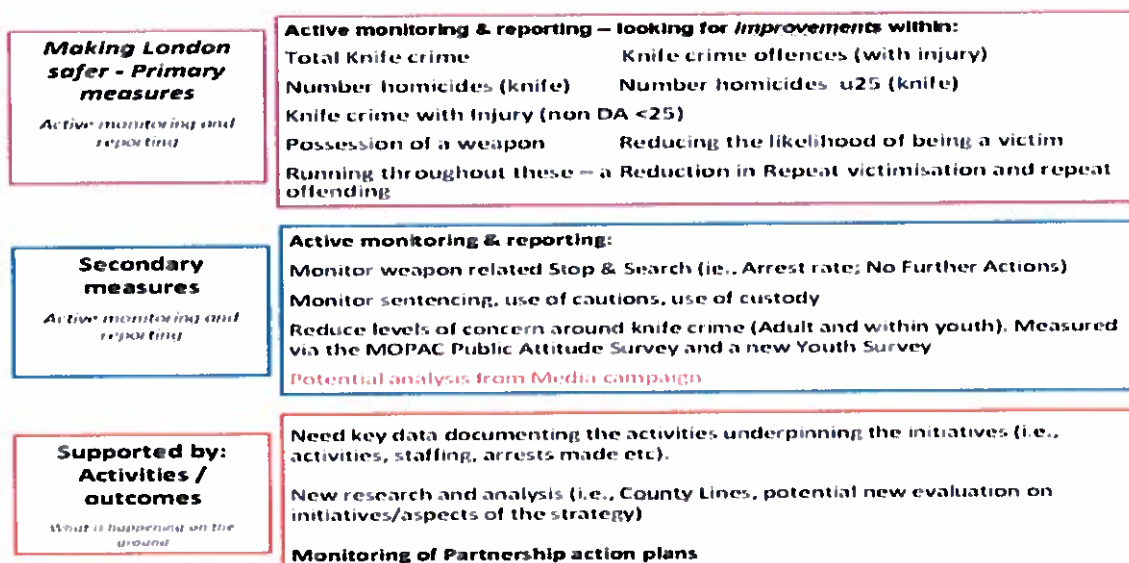 Making London
safer - Primary
measures
Active monitoring and
reporting
Active monitoring & reporting – looking for improvements within:
Total Knife crime
Knife crime offences (with injury)
Number homicides (knife)
Number homicides u25 (knife)
Knife crime with Injury (non DA <25)
Possession of a weapon
Reducing the likelihood of being a victim
Running throughout these – a Reduction in Repeat victimisation and repeat
offending
Secondary
measures
Active monitoring and
reporting
Active monitoring & reporting:
Monitor weapon related Stop & Search (ie., Arrest rate; No Further Actions)
Monitor sentencing, use of cautions, use of custody
Reduce levels of concern around knife crime (Adult and within youth). Measured
via the MOPAC Public Attitude Survey and a new Youth Survey
Potential analysis from Media campaign
Supported by:
Activities /
outcomes
What is happening on the
ground
Need key data documenting the activities underpinning the initiatives (i.e.,
activities, staffing, arrests made etc).
New research and analysis (i.e., County Lines, potential new evaluation on
initiatives/aspects of the strategy)
Monitoring of Partnership action plans